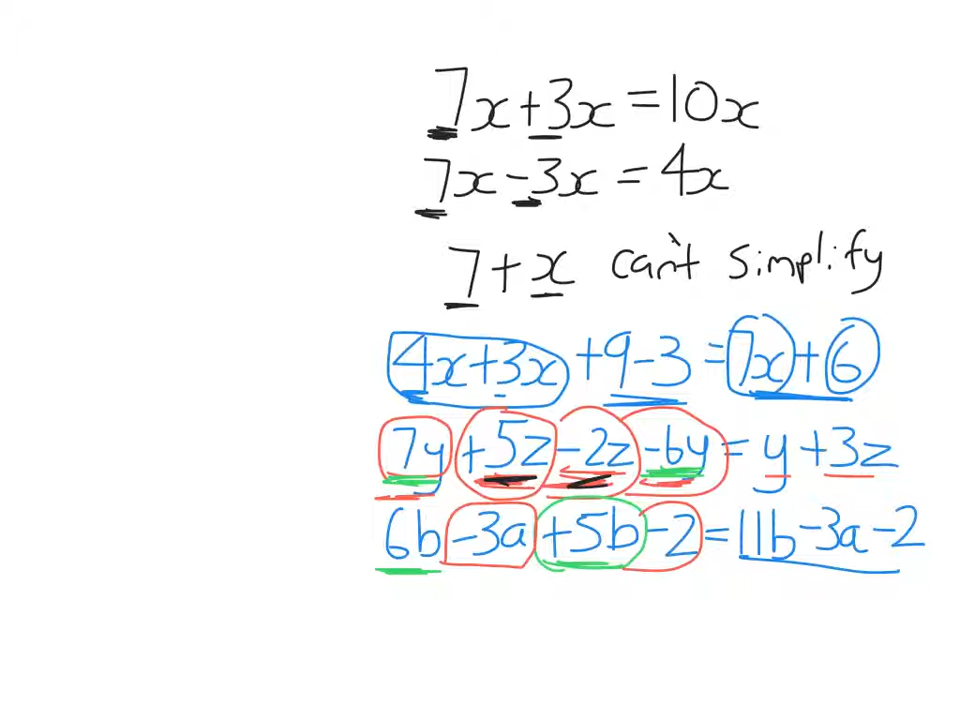 7x+3x=10x
7x-3x=4x
7+x can't simplify
4x+3x+9-3=7x+6
7y+5z-2z-6y=y+3z
6b-3a+5b-2=11b-3a-2